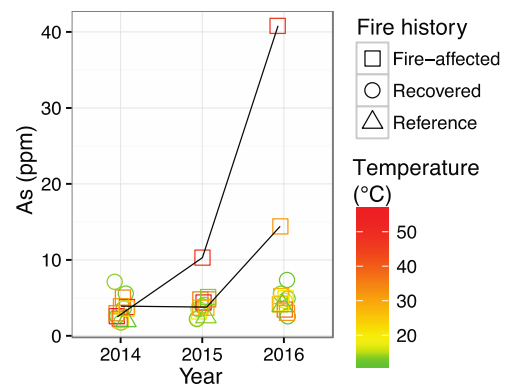 40
30
20
10
0
As (ppm)
2014 2015 2016
Year
Fire history
Fire−affected
Recovered
Reference
Temperature
(°C)
50
40
30
20